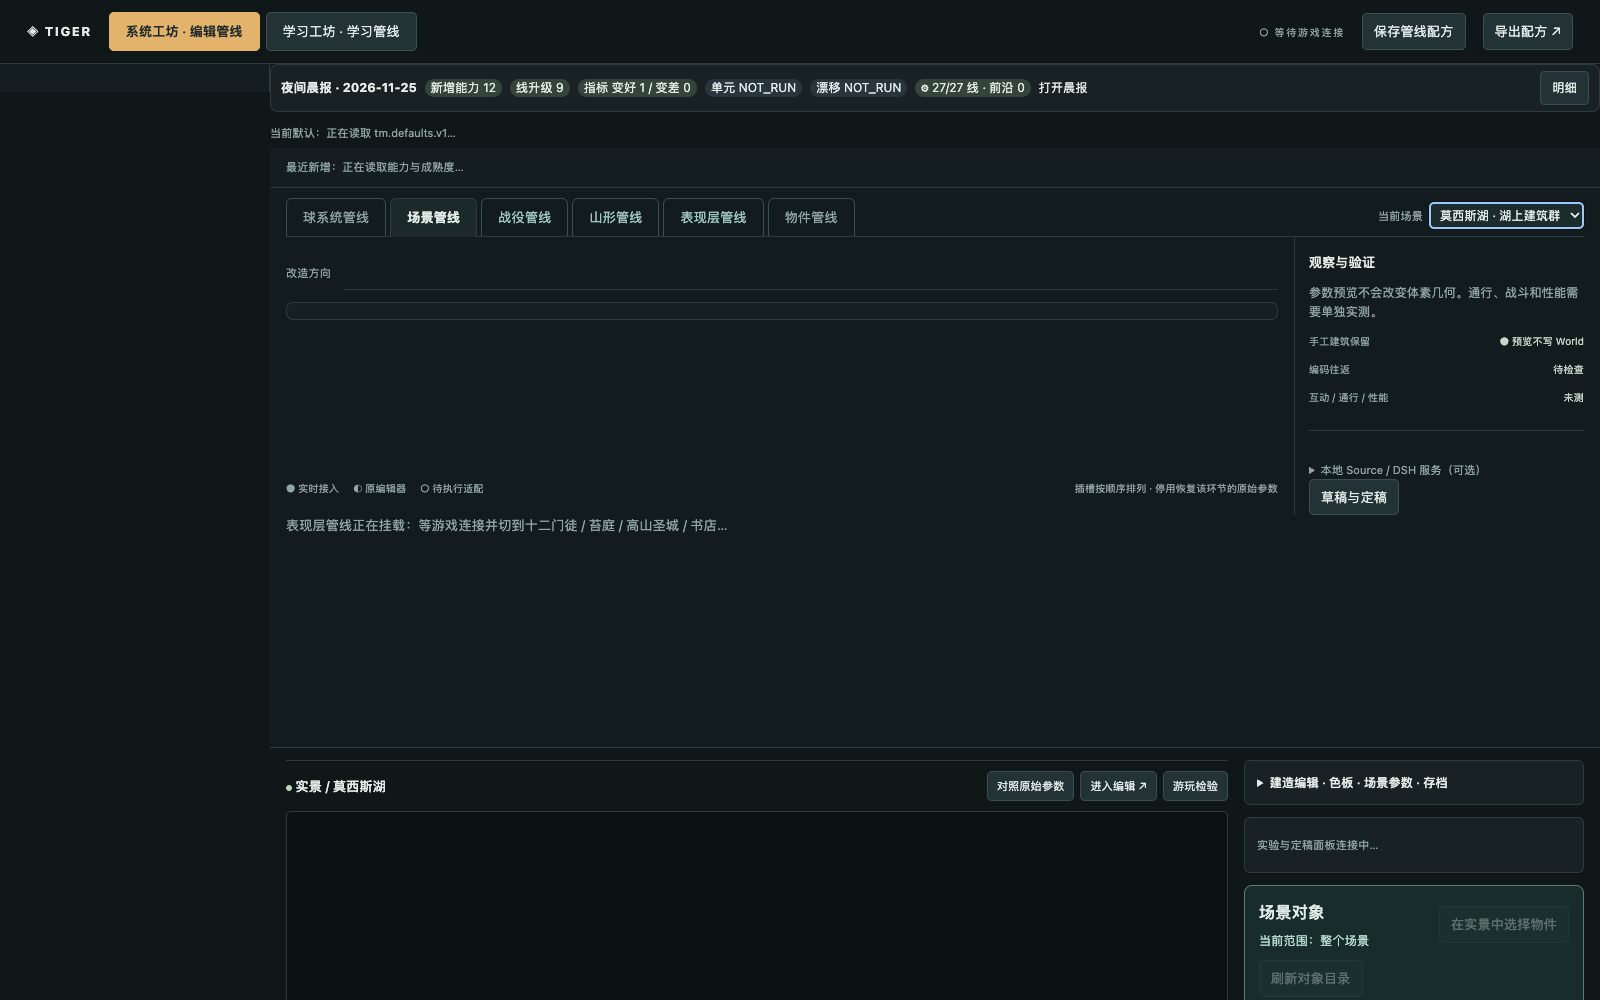 ◈ TIGER
系统工坊 · 编辑管线
学习工坊 · 学习管线
等待游戏连接
保存管线配方
导出配方 ↗
夜间晨报 · 2026-11-25 新增能力 12 线升级 9 指标 变好 1 / 变差 0 单元 NOT_RUN 漂移 NOT_RUN ⚙ 27/27 线 · 前沿 0 打开晨报
明细
当前默认：正在读取 tm.defaults.v1...
最近新增：正在读取能力与成熟度...
球系统管线
场景管线
战役管线
山形管线
表现层管线
物件管线
当前场景 莫西斯湖 · 湖上建筑群
改造方向
观察与验证
参数预览不会改变体素几何。通行、战斗和性能需
要单独实测。
手工建筑保留 ● 预览不写 World
编码往返 待检查
互动 / 通行 / 性能 未测
▶ 本地 Source / DSH 服务（可选）
草稿与定稿
● 实时接入 ◐ 原编辑器 ○ 待执行适配
插槽按顺序排列 · 停用恢复该环节的原始参数
表现层管线正在挂载：等游戏连接并切到十二门徒 / 苔庭 / 高山圣城 / 书店...
实景 / 莫西斯湖
对照原始参数
进入编辑 ↗
游玩检验
▶ 建造编辑 · 色板 · 场景参数 · 存档
实验与定稿面板连接中...
场景对象
当前范围：整个场景
在实景中选择物件
刷新对象目录